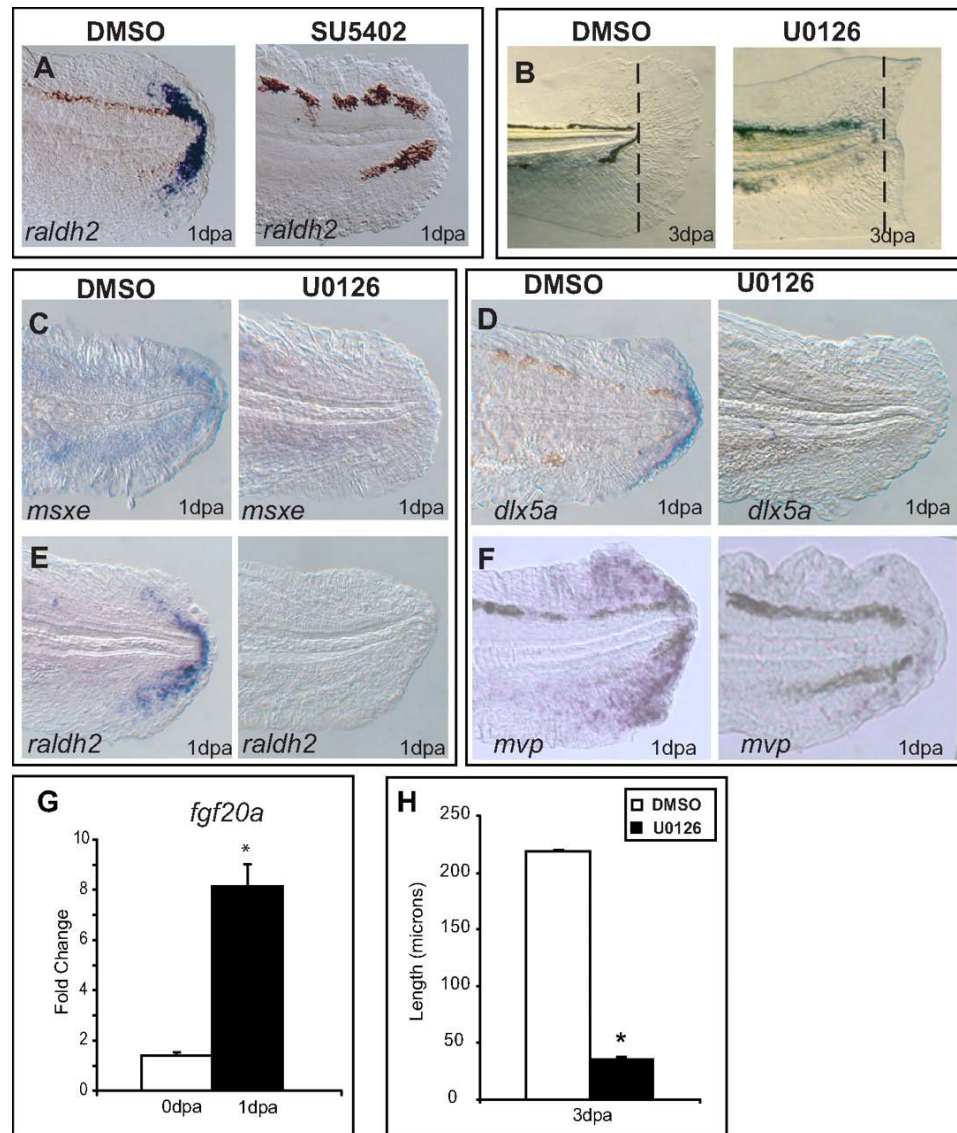 DMSO SU5402
A
raldh2 1dpa
raldh2 1dpa
DMSO U0126
B
3dpa
3dpa
DMSO U0126
C
msxe 1dpa
msxe 1dpa
E
raldh2 1dpa
raldh2 1dpa
DMSO U0126
D
dlx5a 1dpa
dlx5a 1dpa
F
mvp 1dpa
mvp 1dpa
G
fgf20a
Fold Change
10
8
6
4
2
0
*
0dpa 1dpa
H
DMSO
U0126
Length (microns)
250
200
150
100
50
0
*
3dpa